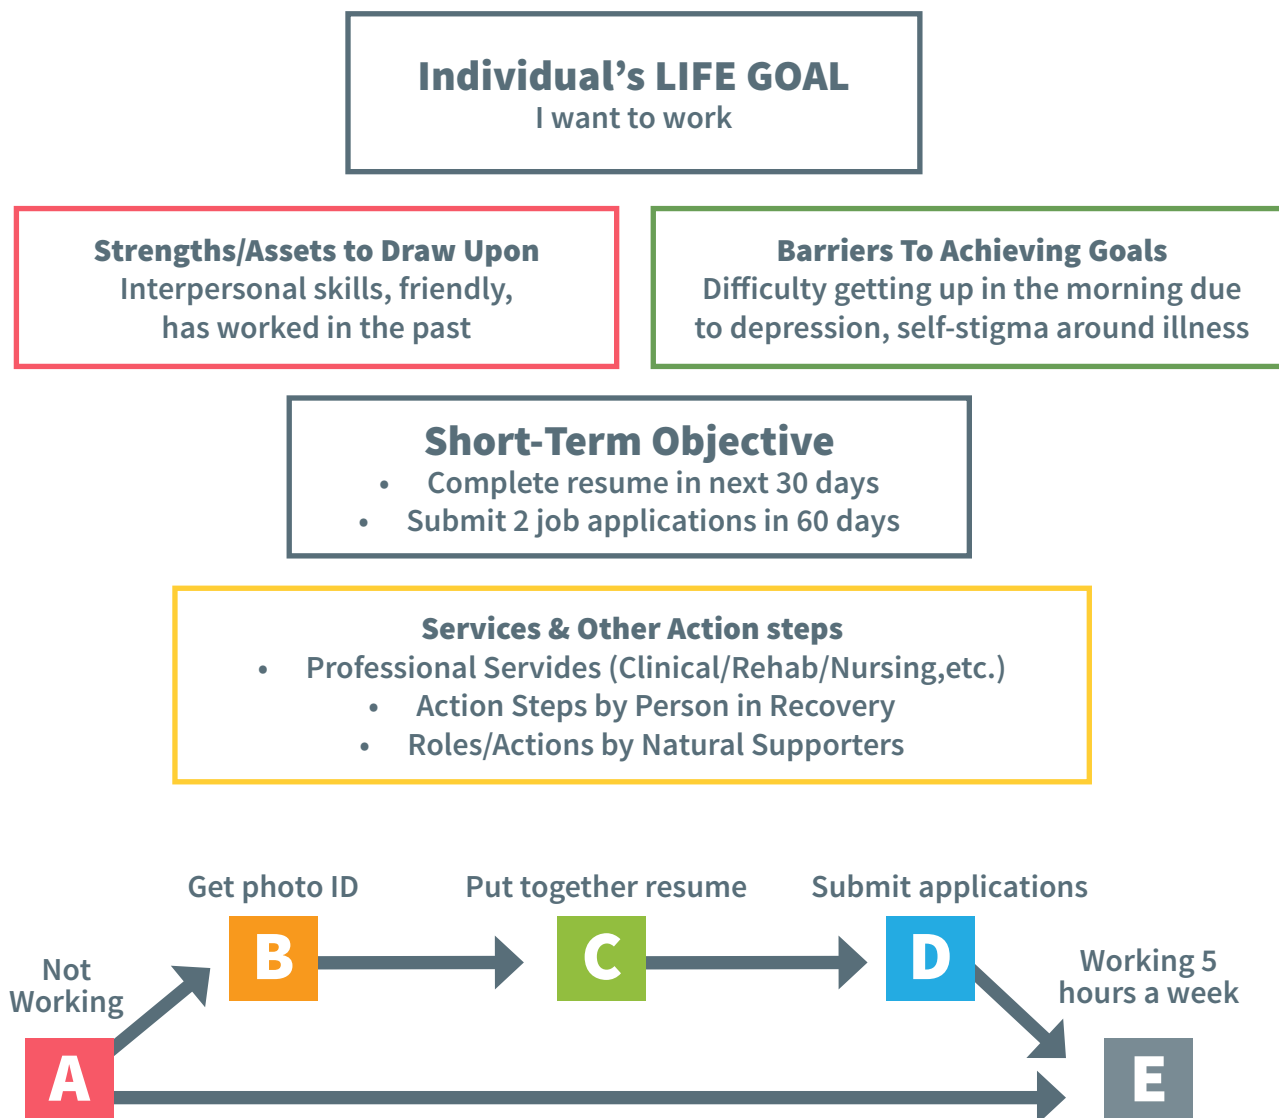 Individual’s LIFE GOAL
I want to work
Strengths/Assets to Draw Upon
Interpersonal skills, friendly,
has worked in the past
Barriers To Achieving Goals
Difficulty getting up in the morning due
to depression, self-stigma around illness
Short-Term Objective
• Complete resume in next 30 days
• Submit 2 job applications in 60 days
Services & Other Action steps
• Professional Servides (Clinical/Rehab/Nursing,etc.)
• Action Steps by Person in Recovery
• Roles/Actions by Natural Supporters
Get photo ID
Put together resume
Submit applications
B
C
D
Not
Working
Working 5
hours a week
A
E